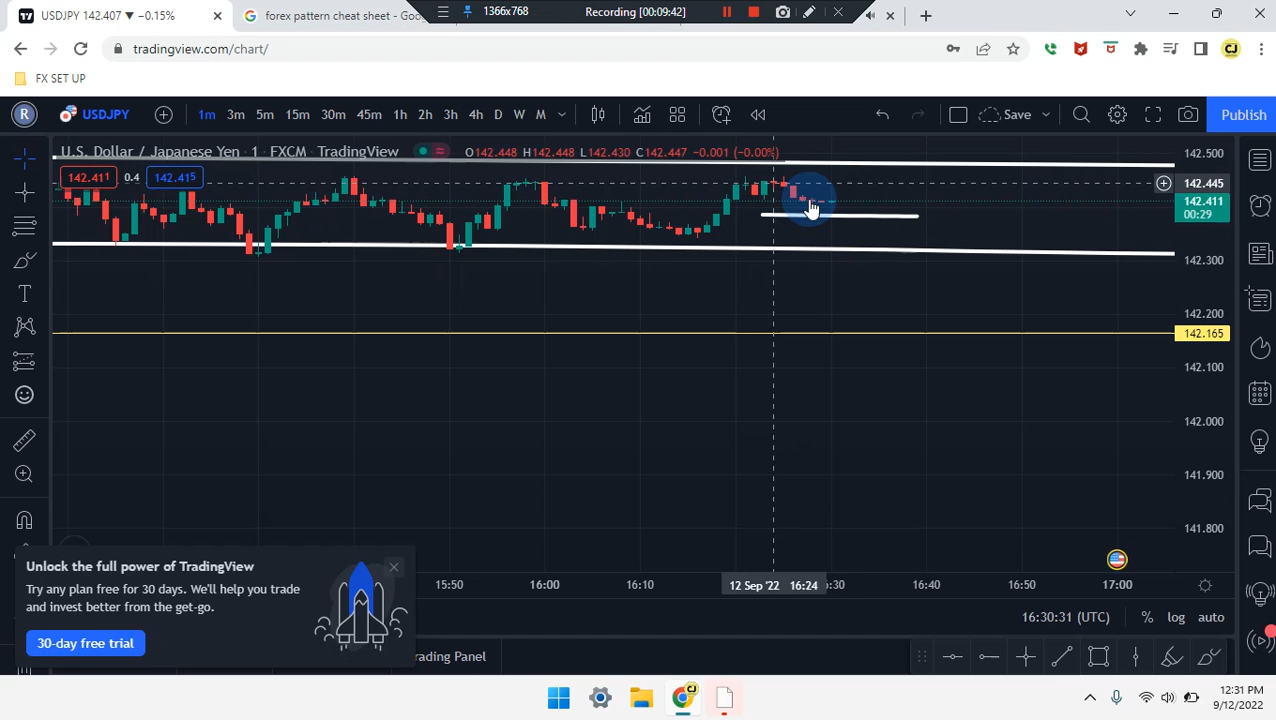 USDJPY 142.407 ▼ −0.15%
forex pattern cheat sheet - Goo
1366x768
Recording [00:09:42]
tradingview.com/chart/
CJ
FX SET UP
R
USDJPY
1m 3m 5m 15m 30m 45m 1h 2h 3h 4h D W M
Save
Publish
U.S. Dollar / Japanese Yen · 1 · FXCM · TradingView
O142.448 H142.448 L142.430 C142.447 −0.001 (−0.00%)
142.411 0.4 142.415
142.500
142.445
142.411
00:29
142.300
142.200
142.165
142.100
142.000
141.900
141.800
Unlock the full power of TradingView
Try any plan free for 30 days. We'll help you trade
and invest better from the get-go.
30-day free trial
15:50 16:00 16:10 12 Sep '22 16:24 :30 16:40 16:50 17:00
16:30:31 (UTC) % log auto
rading Panel
CJ
12:31 PM
9/12/2022